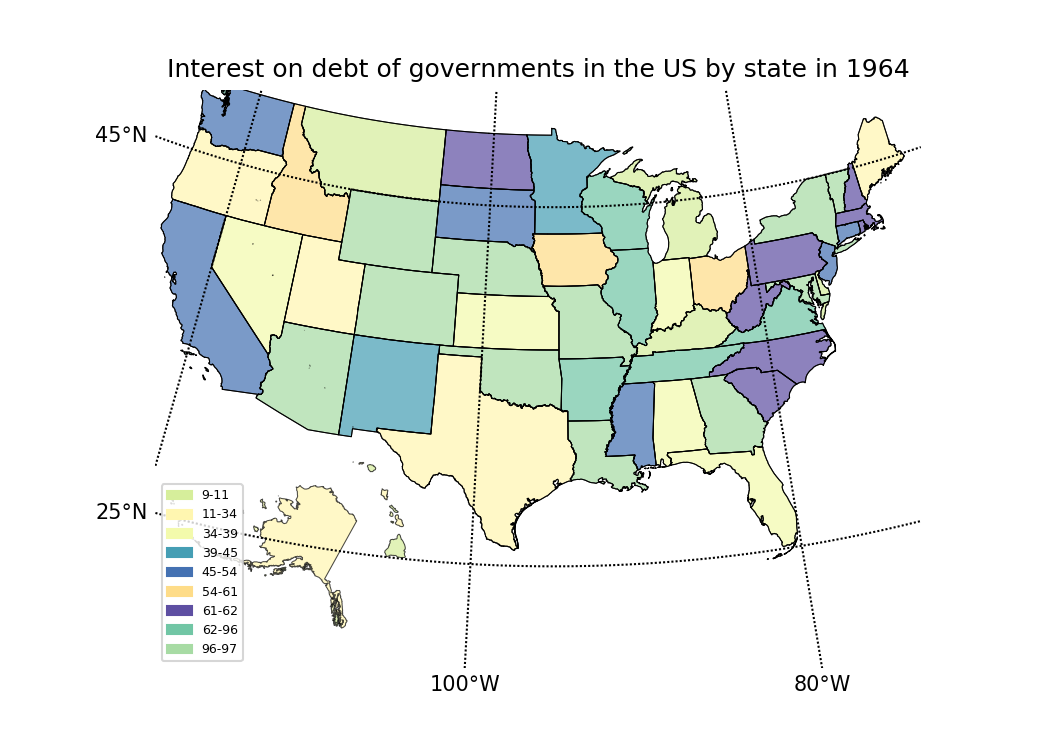 Interest on debt of governments in the US by state in 1964
45°N
25°N
9-11
11-34
34-39
39-45
45-54
54-61
61-62
62-96
96-97
100°W
80°W